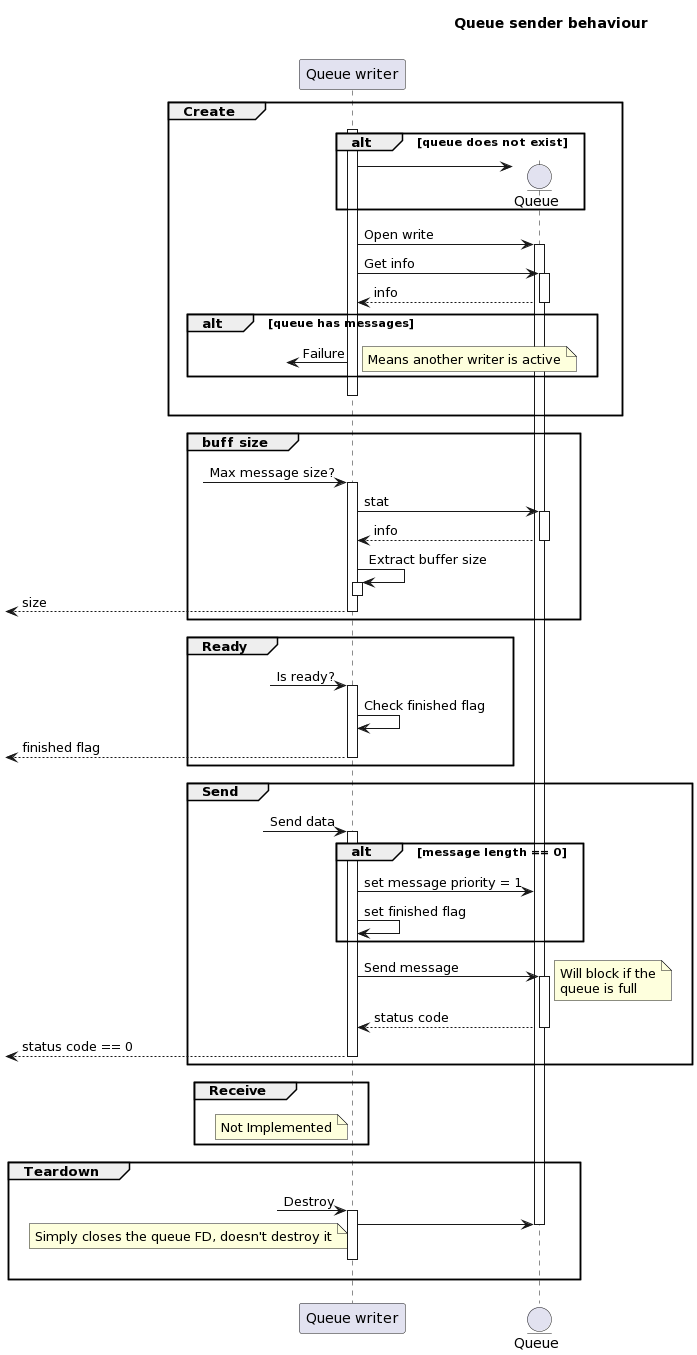 Queue sender behaviour
Queue writer
Create
alt [queue does not exist]
Queue
Open write
Get info
info
alt [queue has messages]
Failure
Means another writer is active
buff size
Max message size?
stat
info
Extract buffer size
size
Ready
Is ready?
Check finished flag
finished flag
Send
Send data
alt [message length == 0]
set message priority = 1
set finished flag
Send message
Will block if the
queue is full
status code
status code == 0
Receive
Not Implemented
Teardown
Destroy
Simply closes the queue FD, doesn't destroy it
Queue writer
Queue